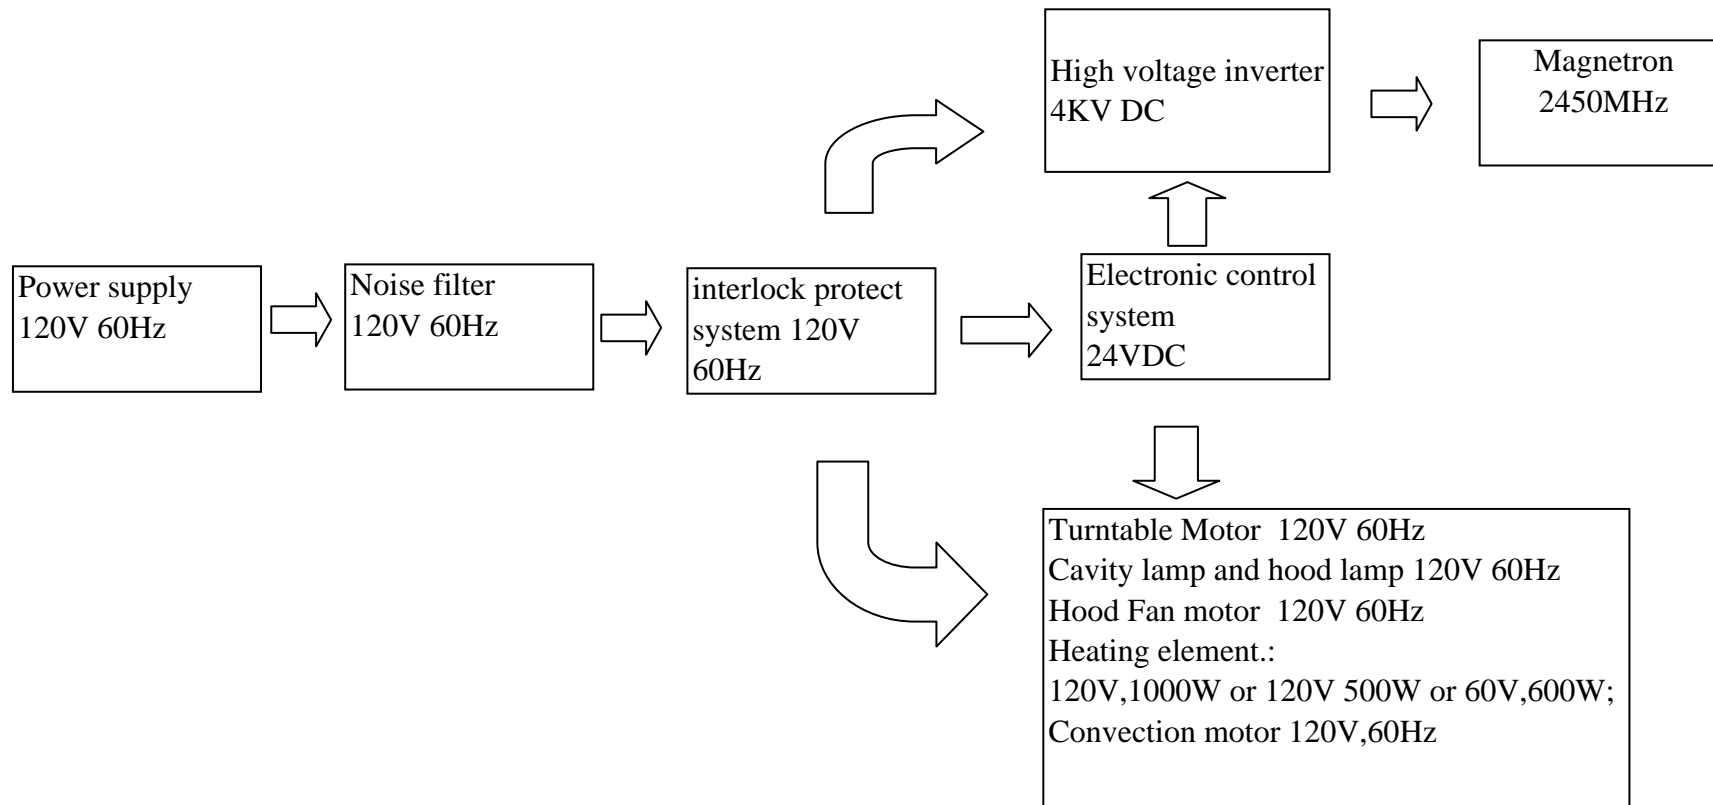 High voltage inverter
4KV DC
Magnetron
2450MHz
Power supply
120V 60Hz
Noise filter
120V 60Hz
interlock protect
system 120V
60Hz
Electronic control
system
24VDC
Turntable Motor  120V 60Hz
Cavity lamp and hood lamp 120V 60Hz
Hood Fan motor  120V 60Hz
Heating element.:
120V,1000W or 120V 500W or 60V,600W;
Convection motor 120V,60Hz